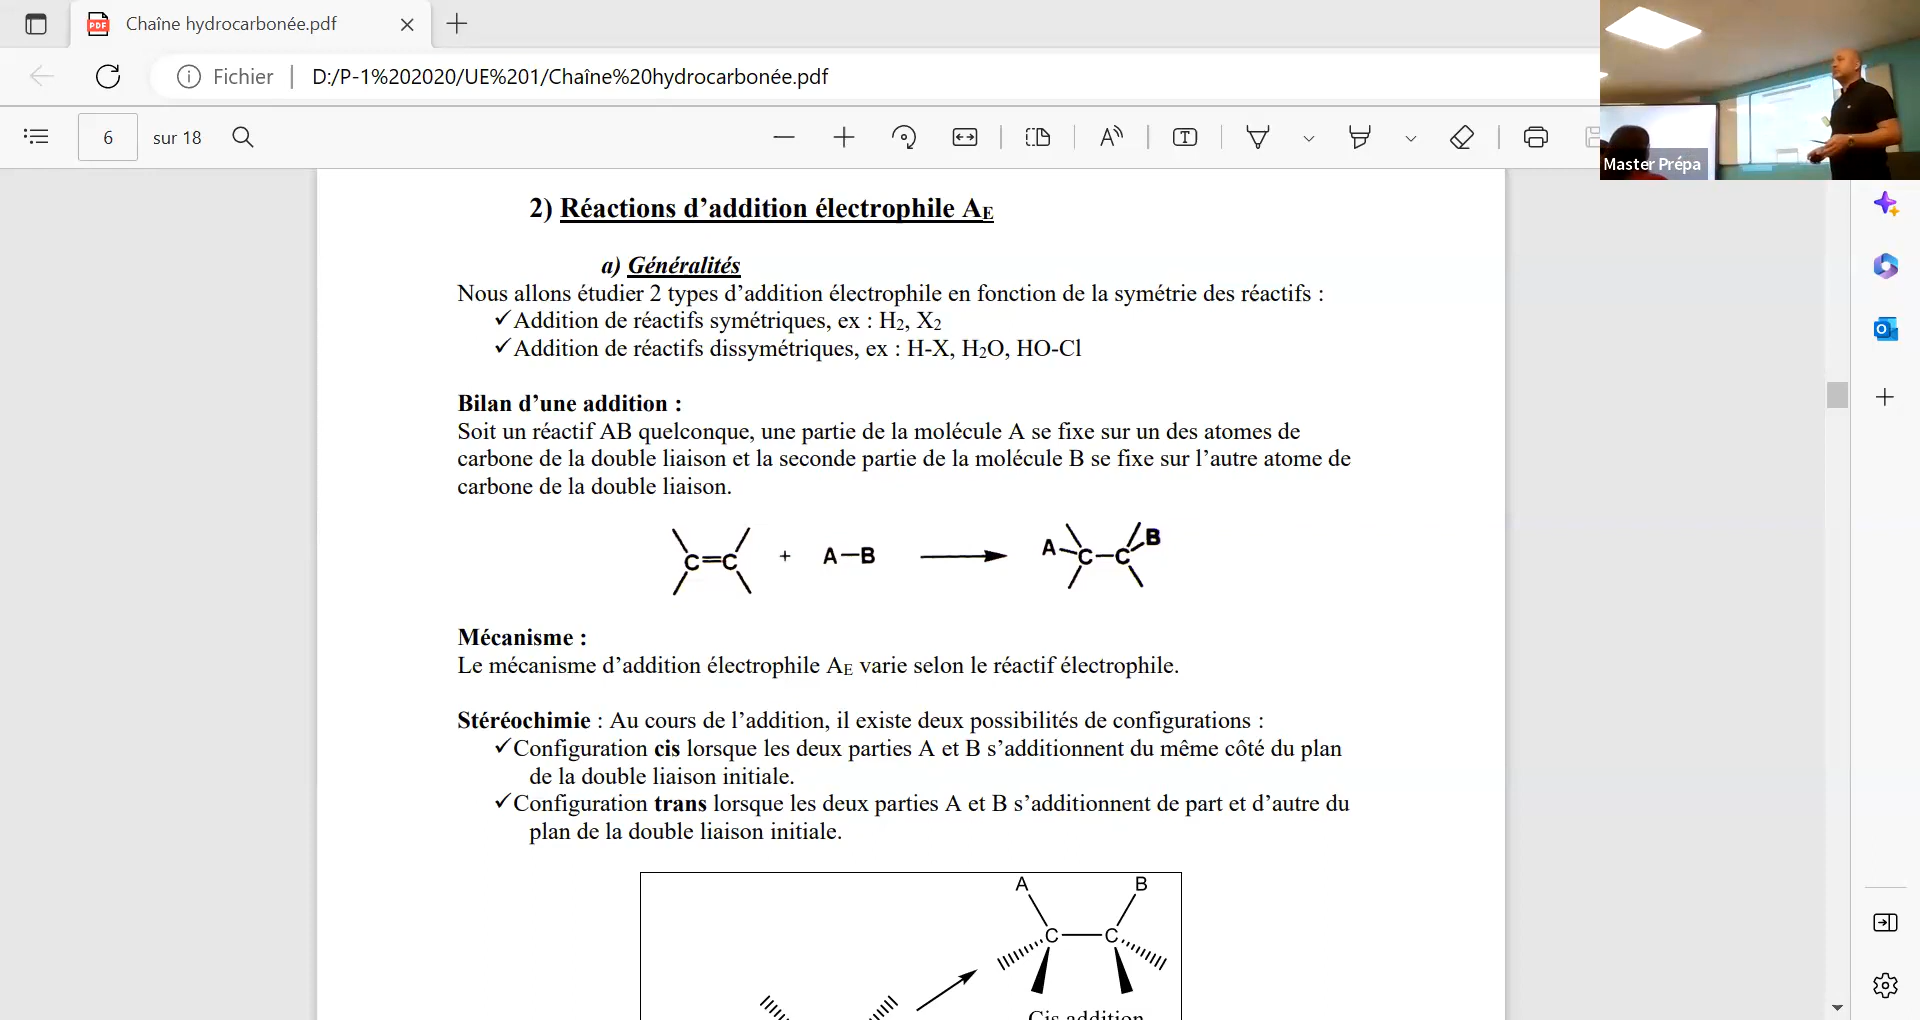 Chaîne hydrocarbonée.pdf
Fichier
D:/P-1%202020/UE%201/Chaîne%20hydrocarbonée.pdf
6 sur 18
Master Prépa
2) Réactions d’addition électrophile AE
a) Généralités
Nous allons étudier 2 types d’addition électrophile en fonction de la symétrie des réactifs :
✓Addition de réactifs symétriques, ex : H2, X2
✓Addition de réactifs dissymétriques, ex : H-X, H2O, HO-Cl
Bilan d’une addition :
Soit un réactif AB quelconque, une partie de la molécule A se fixe sur un des atomes de
carbone de la double liaison et la seconde partie de la molécule B se fixe sur l’autre atome de
carbone de la double liaison.
C=C + A—B A C—C B
Mécanisme :
Le mécanisme d’addition électrophile AE varie selon le réactif électrophile.
Stéréochimie : Au cours de l’addition, il existe deux possibilités de configurations :
✓Configuration cis lorsque les deux parties A et B s’additionnent du même côté du plan
de la double liaison initiale.
✓Configuration trans lorsque les deux parties A et B s’additionnent de part et d’autre du
plan de la double liaison initiale.
A B
C C
Cis addition